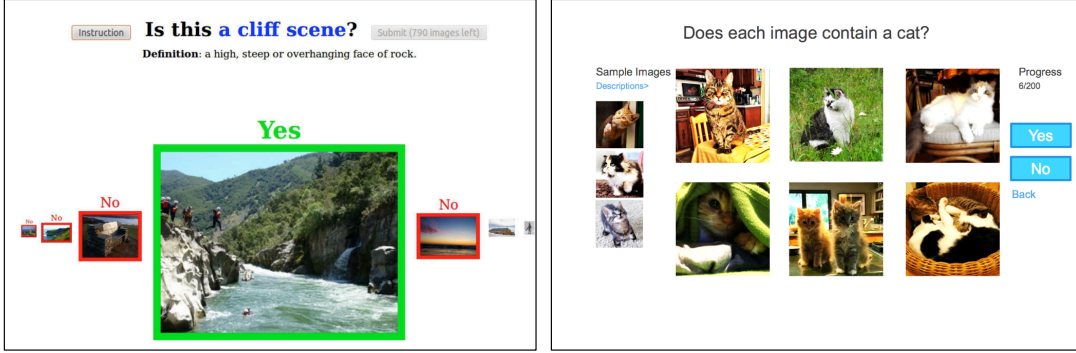 Instruction
Is this a cliff scene?
Submit (790 images left)
Definition: a high, steep or overhanging face of rock.
Yes
No
No
No
No
Does each image contain a cat?
Sample Images
Descriptions>
Progress
6/200
Yes
No
Back